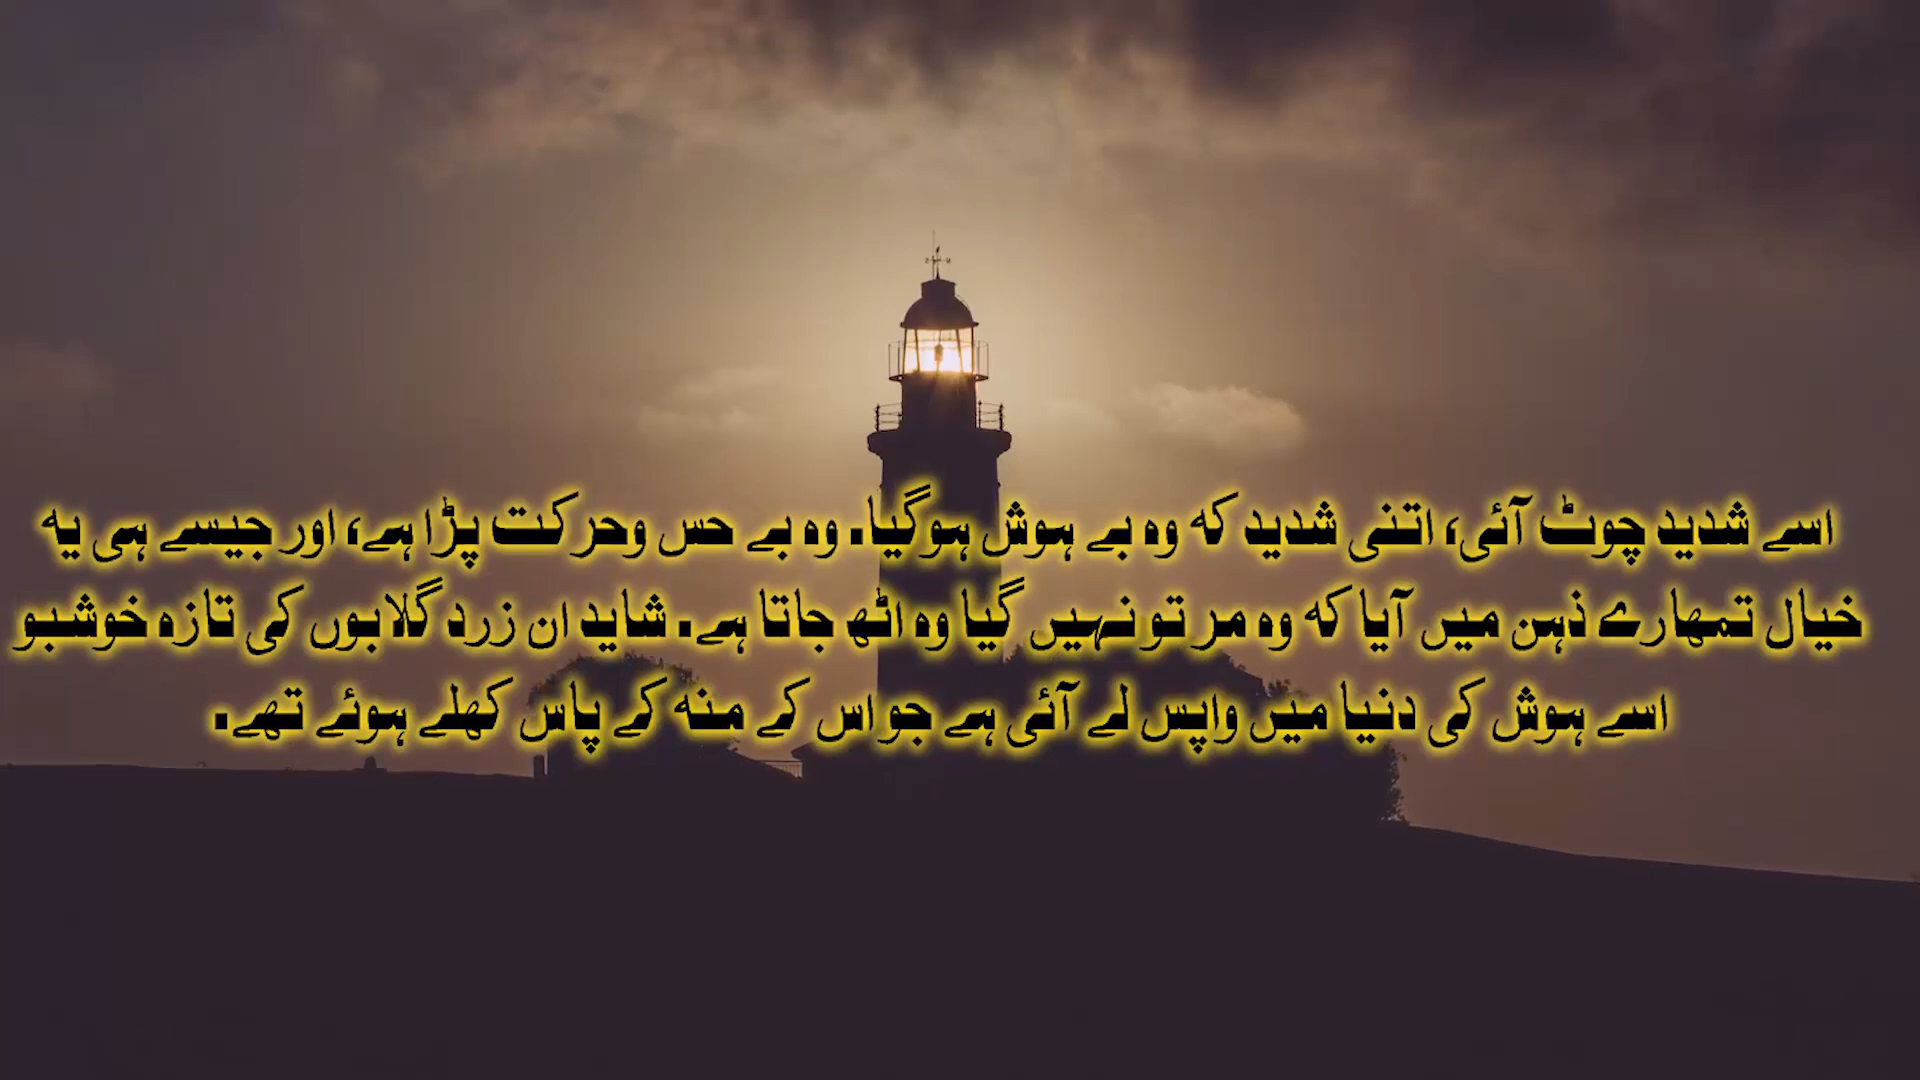 اسے شدید چوٹ آئی، اتنی شدید کہ وہ بے ہوش ہوگیا۔ وہ بے حس وحرکت پڑا ہے، اور جیسے ہی یہ
خیال تمھارے ذہن میں آیا کہ وہ مر تو نہیں گیا وہ اٹھ جاتا ہے۔ شاید ان زرد گلابوں کی تازہ خوشبو
اسے ہوش کی دنیا میں واپس لے آئی ہے جو اس کے منہ کے پاس کھلے ہوئے تھے۔